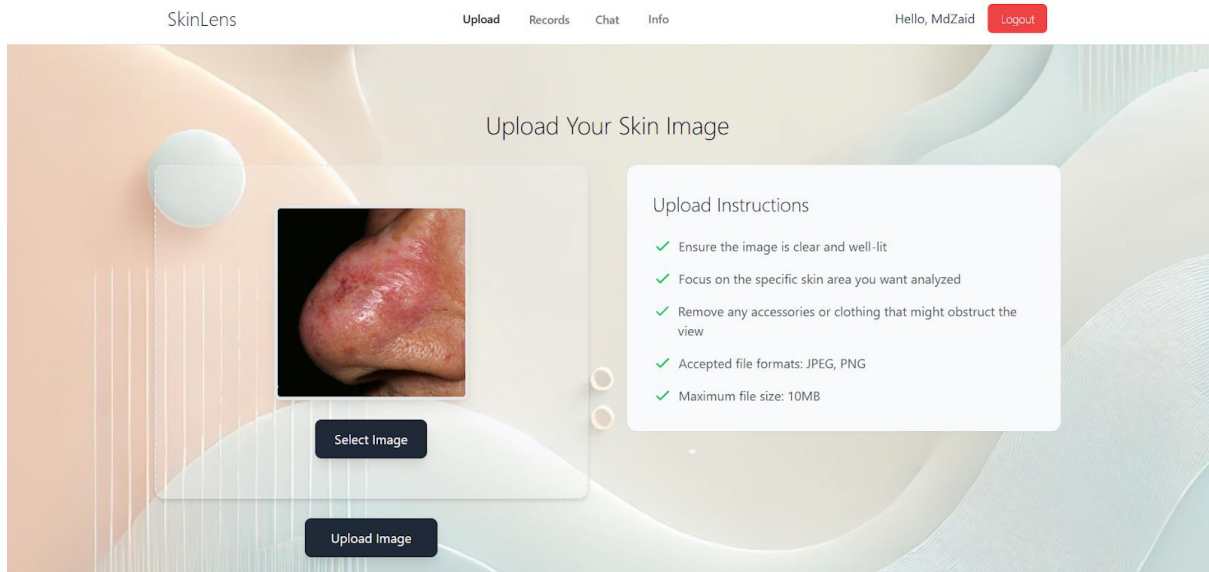 SkinLens
Upload
Records
Chat
Info
Hello, MdZaid
Logout
Upload Your Skin Image
Select Image
Upload Image
Upload Instructions
Ensure the image is clear and well-lit
Focus on the specific skin area you want analyzed
Remove any accessories or clothing that might obstruct the
view
Accepted file formats: JPEG, PNG
Maximum file size: 10MB